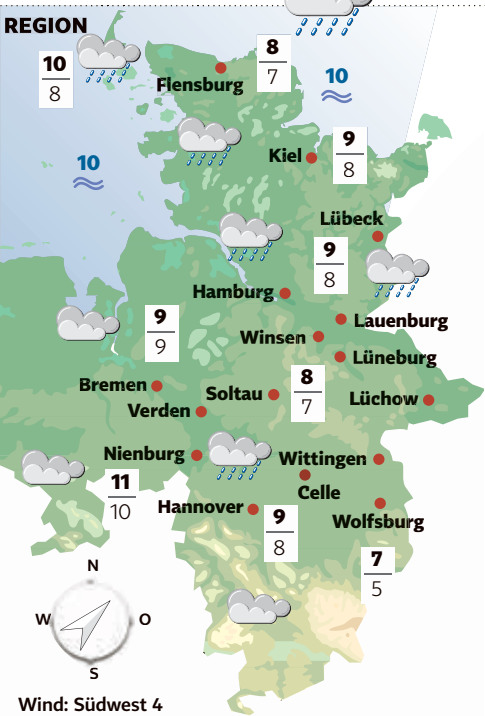 REGION
10
8
8
7
Flensburg
10
9
8
Kiel
10
Lübeck
9
8
Hamburg
9
9
Lauenburg
Winsen
Lüneburg
Bremen
Soltau
8
7
Lüchow
Verden
Nienburg
Wittingen
11
10
Celle
Hannover
9
8
Wolfsburg
7
5
N
W
O
S
Wind: Südwest 4